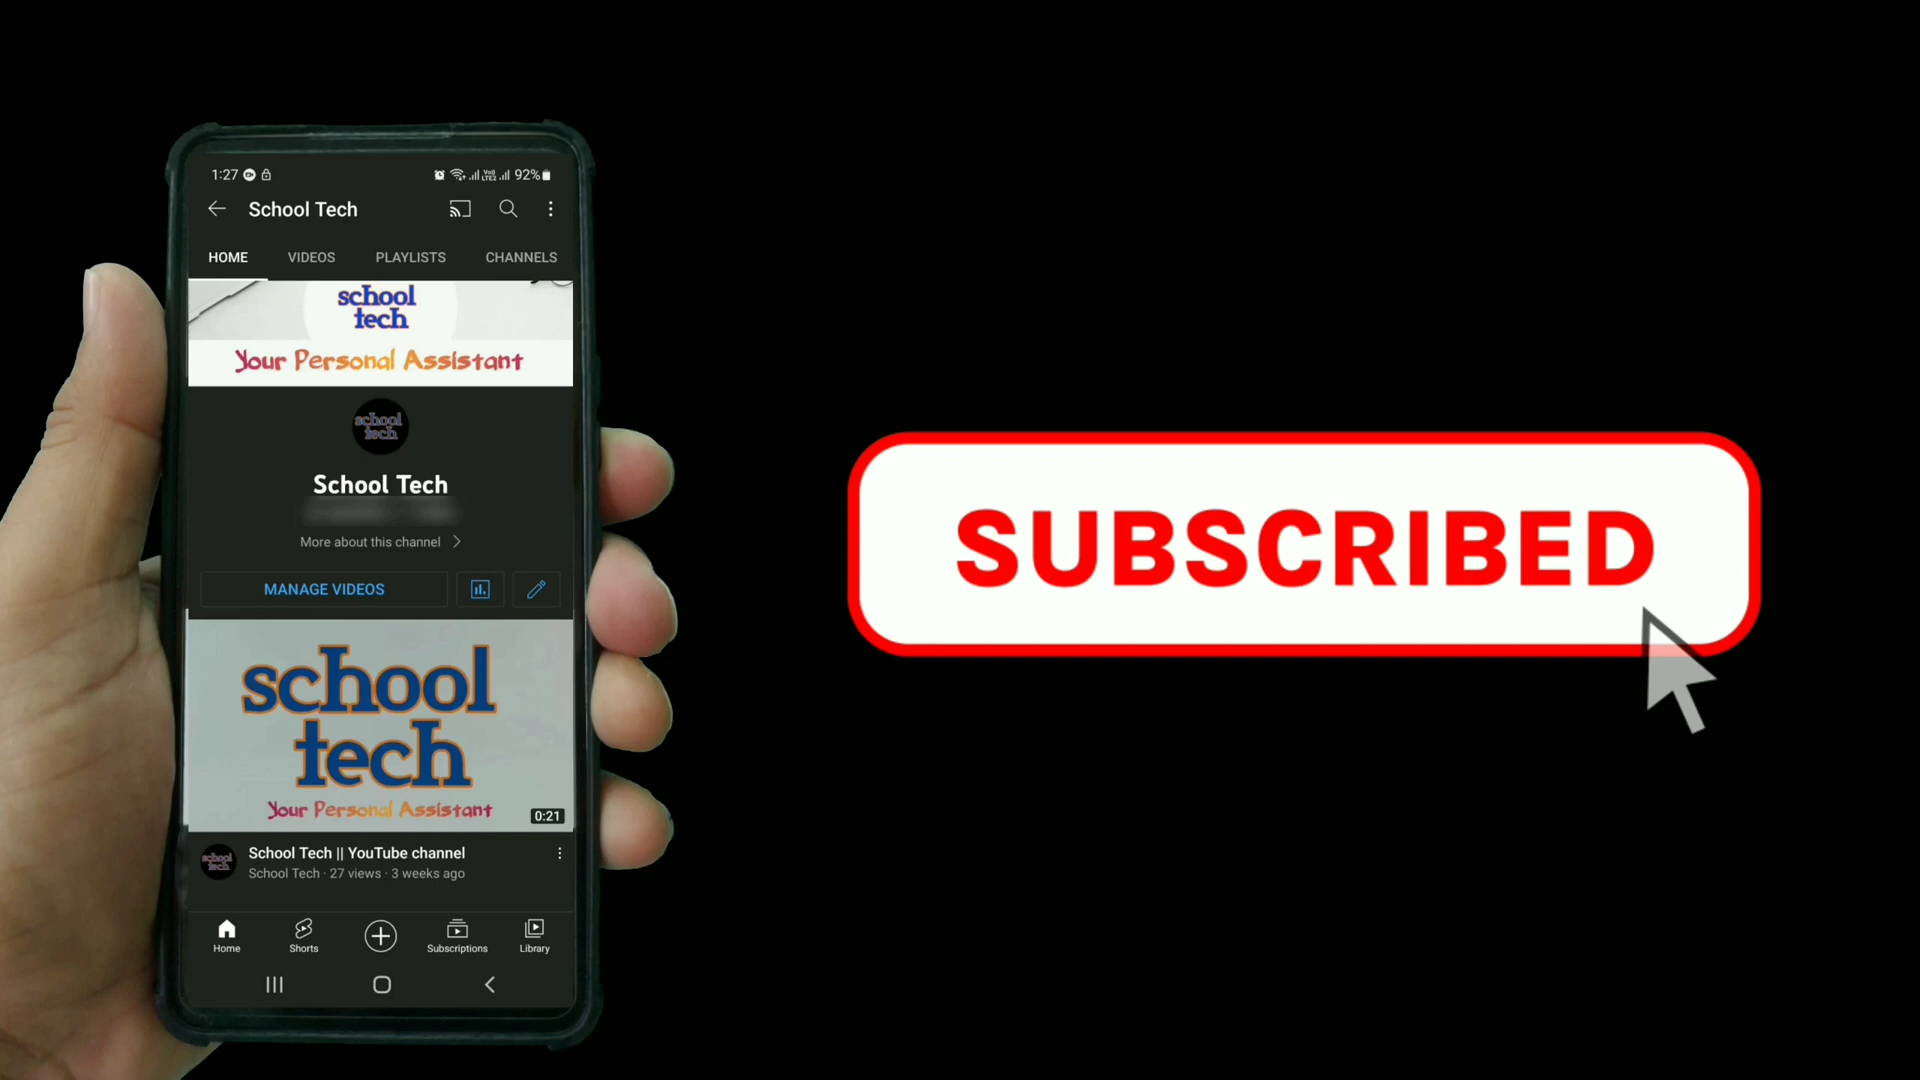 1:27 92%
School Tech
HOME VIDEOS PLAYLISTS CHANNELS
school
tech
Your Personal Assistant
school
tech
School Tech
More about this channel
MANAGE VIDEOS
school
tech
Your Personal Assistant
0:21
school
tech
School Tech || YouTube channel
School Tech · 27 views · 3 weeks ago
Home Shorts Subscriptions Library
SUBSCRIBED